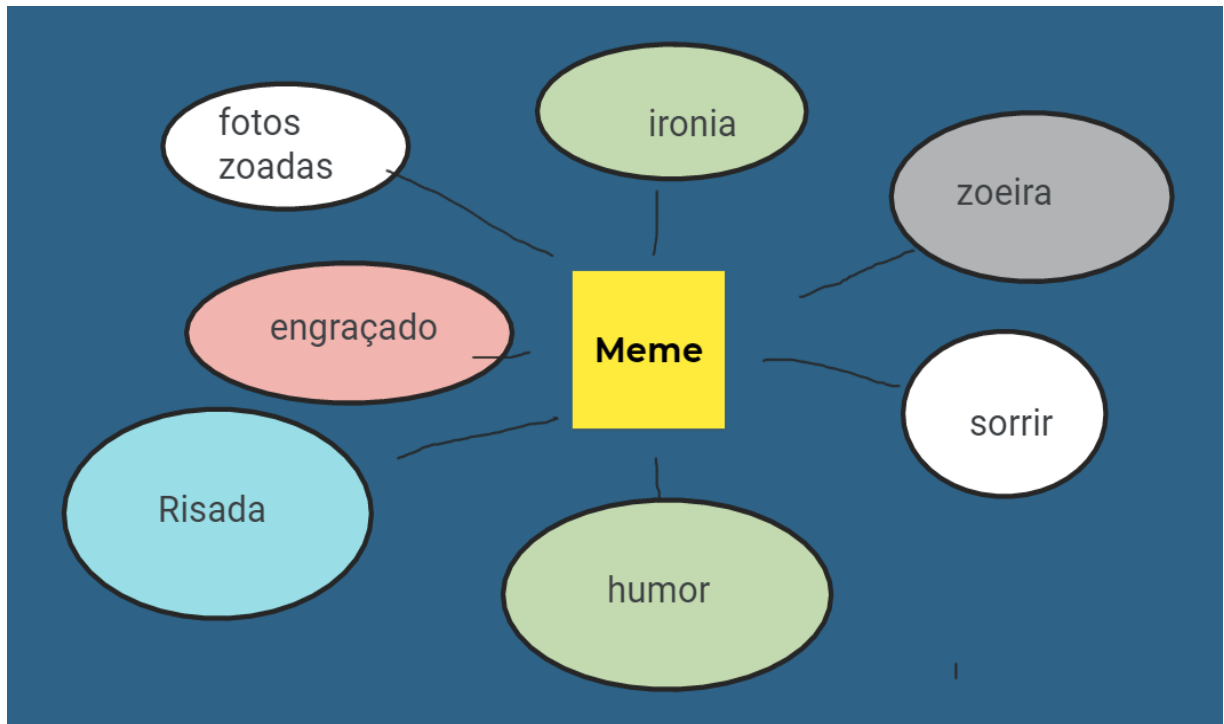 fotos
zoadas
ironia
zoeira
engraçado
Meme
sorrir
Risada
humor